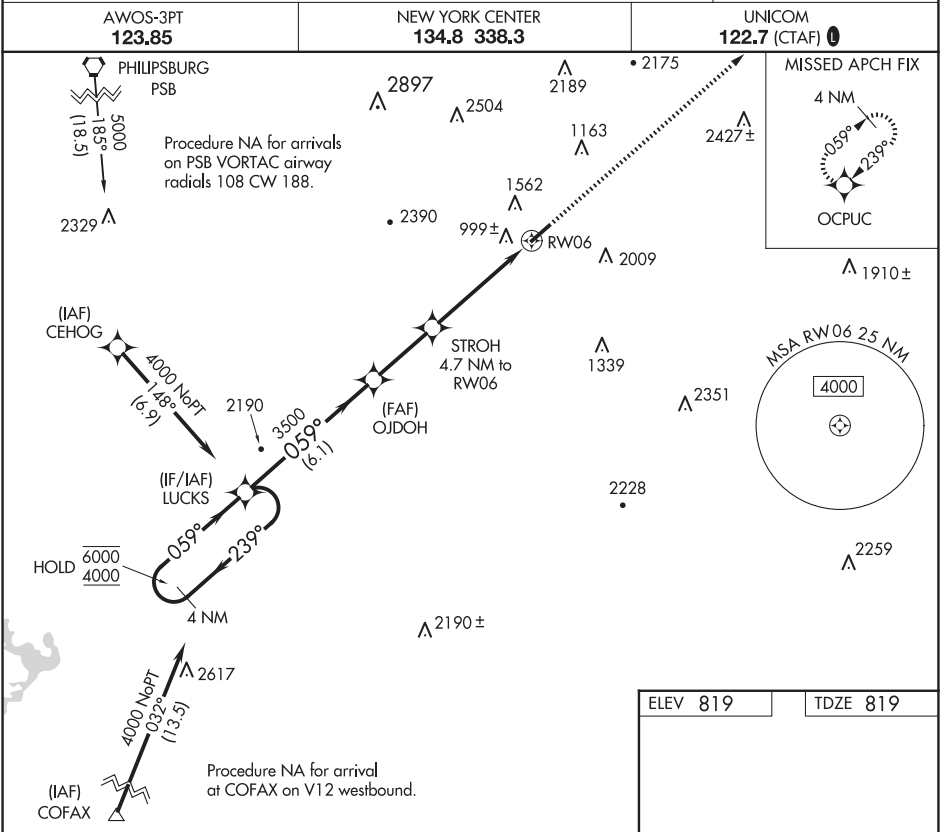 AWOS-3PT
123.85
NEW YORK CENTER
134.8 338.3
UNICOM
122.7 (CTAF) L
PHILIPSBURG
PSB
5000
185°
(18.5)
Procedure NA for arrivals
on PSB VORTAC airway
radials 108 CW 188.
2897
2504
2189
2175
1163
2427±
1562
2329
2390
999±
RW06
2009
MISSED APCH FIX
4 NM
059°
239°
OCPUC
1910±
(IAF)
CEHOG
4000 NoPT
148°
(6.9)
STROH
4.7 NM to
RW06
1339
MSA RW06 25 NM
4000
2351
(FAF)
OJDOH
2190
3500
059°
(6.1)
(IF/IAF)
LUCKS
2228
059°
239°
HOLD
6000
4000
4 NM
2259
2190±
2617
4000 NoPT
032°
(13.5)
ELEV 819
TDZE 819
Procedure NA for arrival
at COFAX on V12 westbound.
(IAF)
COFAX